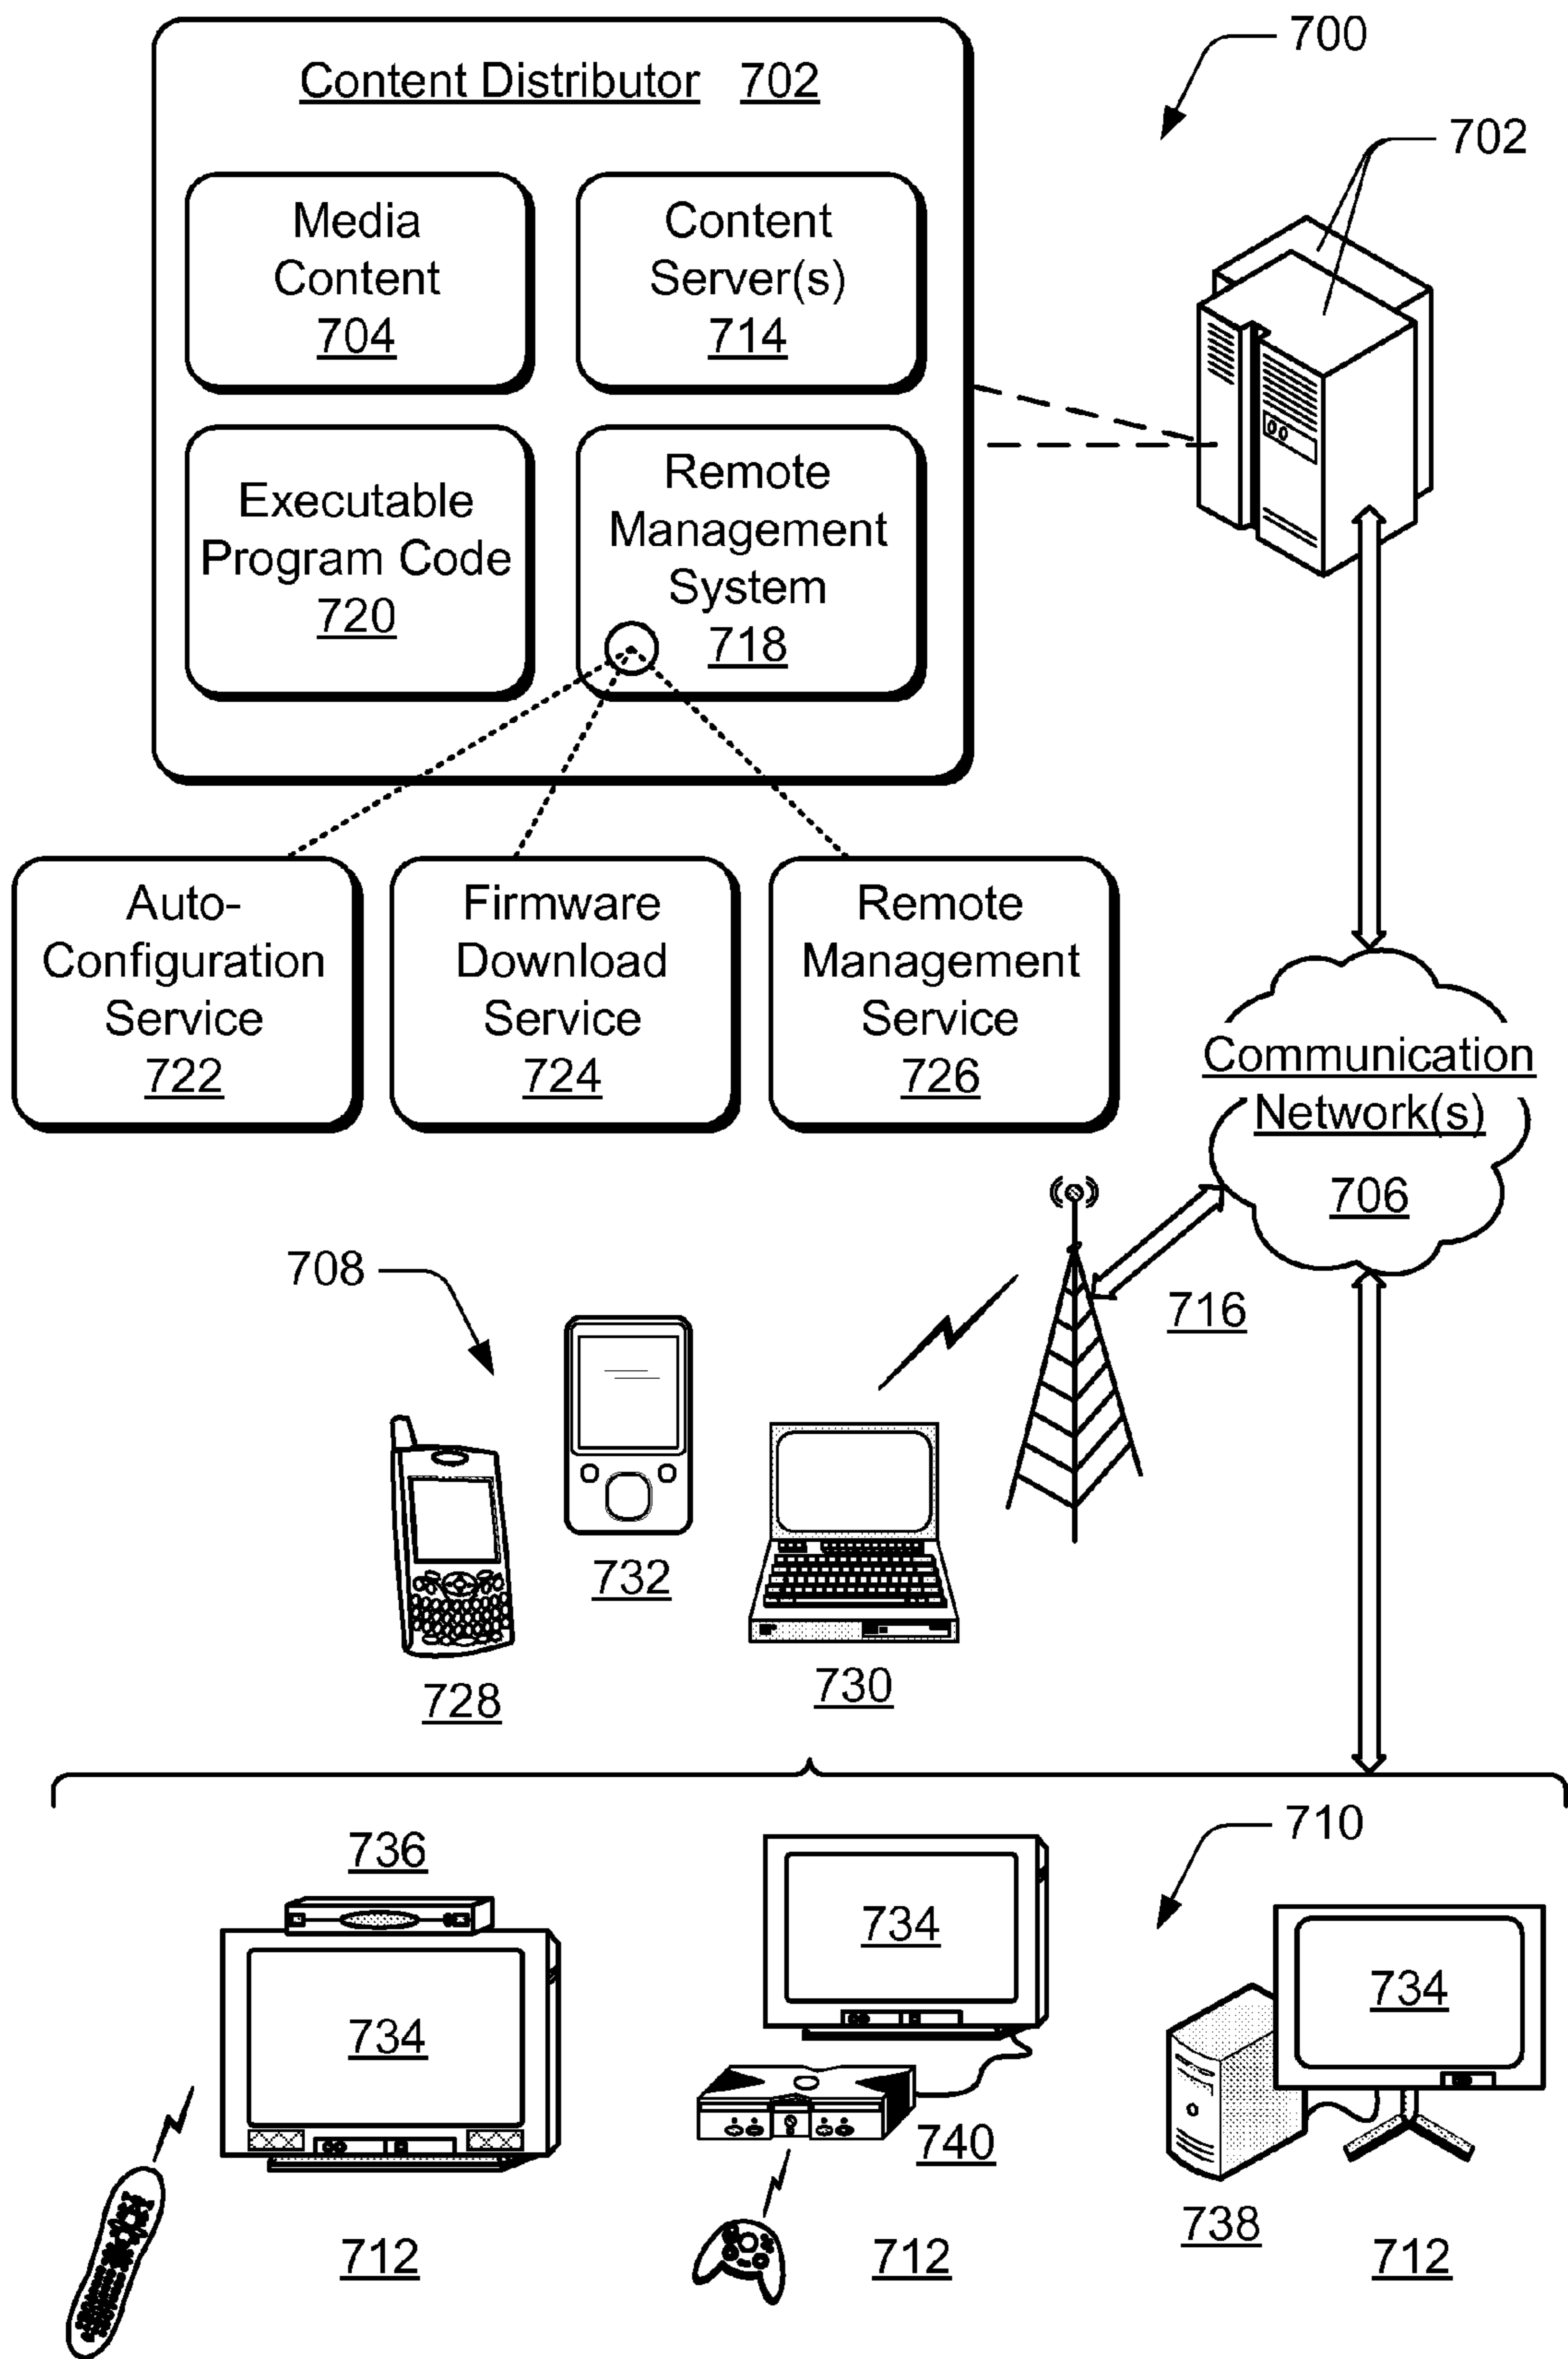 700
Content Distributor 702
702
Media
Content
704
Content
Server(s)
714
Executable
Program Code
720
Remote
Management
System
718
Auto-
Configuration
Service
722
Firmware
Download
Service
724
Remote
Management
Service
726
Communication
Network(s)
706
708
716
732
728
730
710
736
734
734
734
740
738
712
712
712